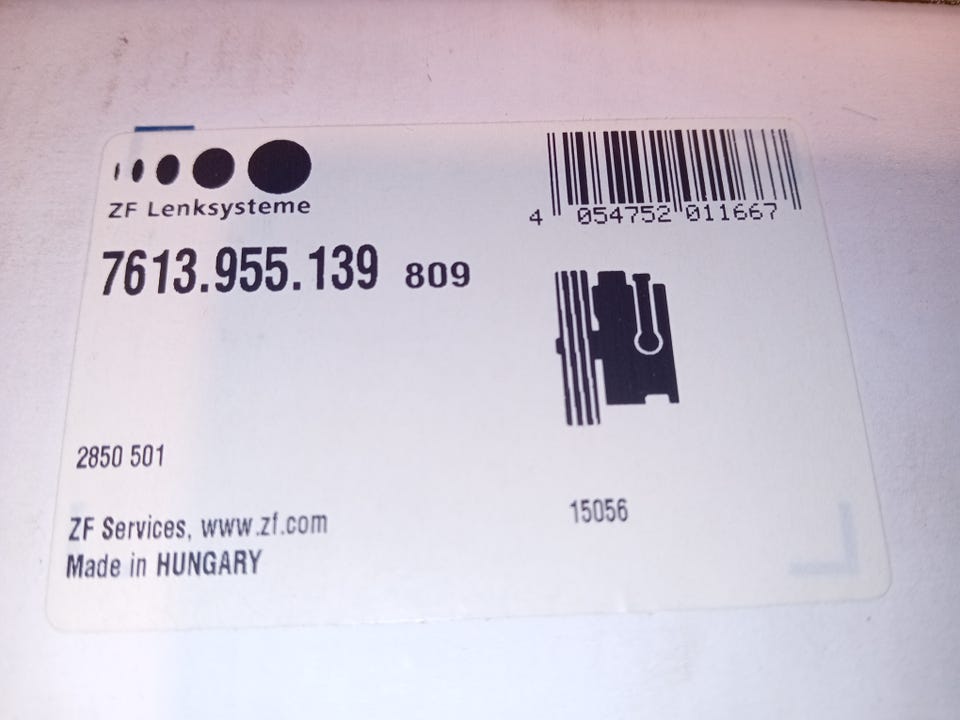 ZF Lenksysteme
4 054752 011667
7613.955.139 809
2850 501
15056
ZF Services, www.zf.com
Made in HUNGARY